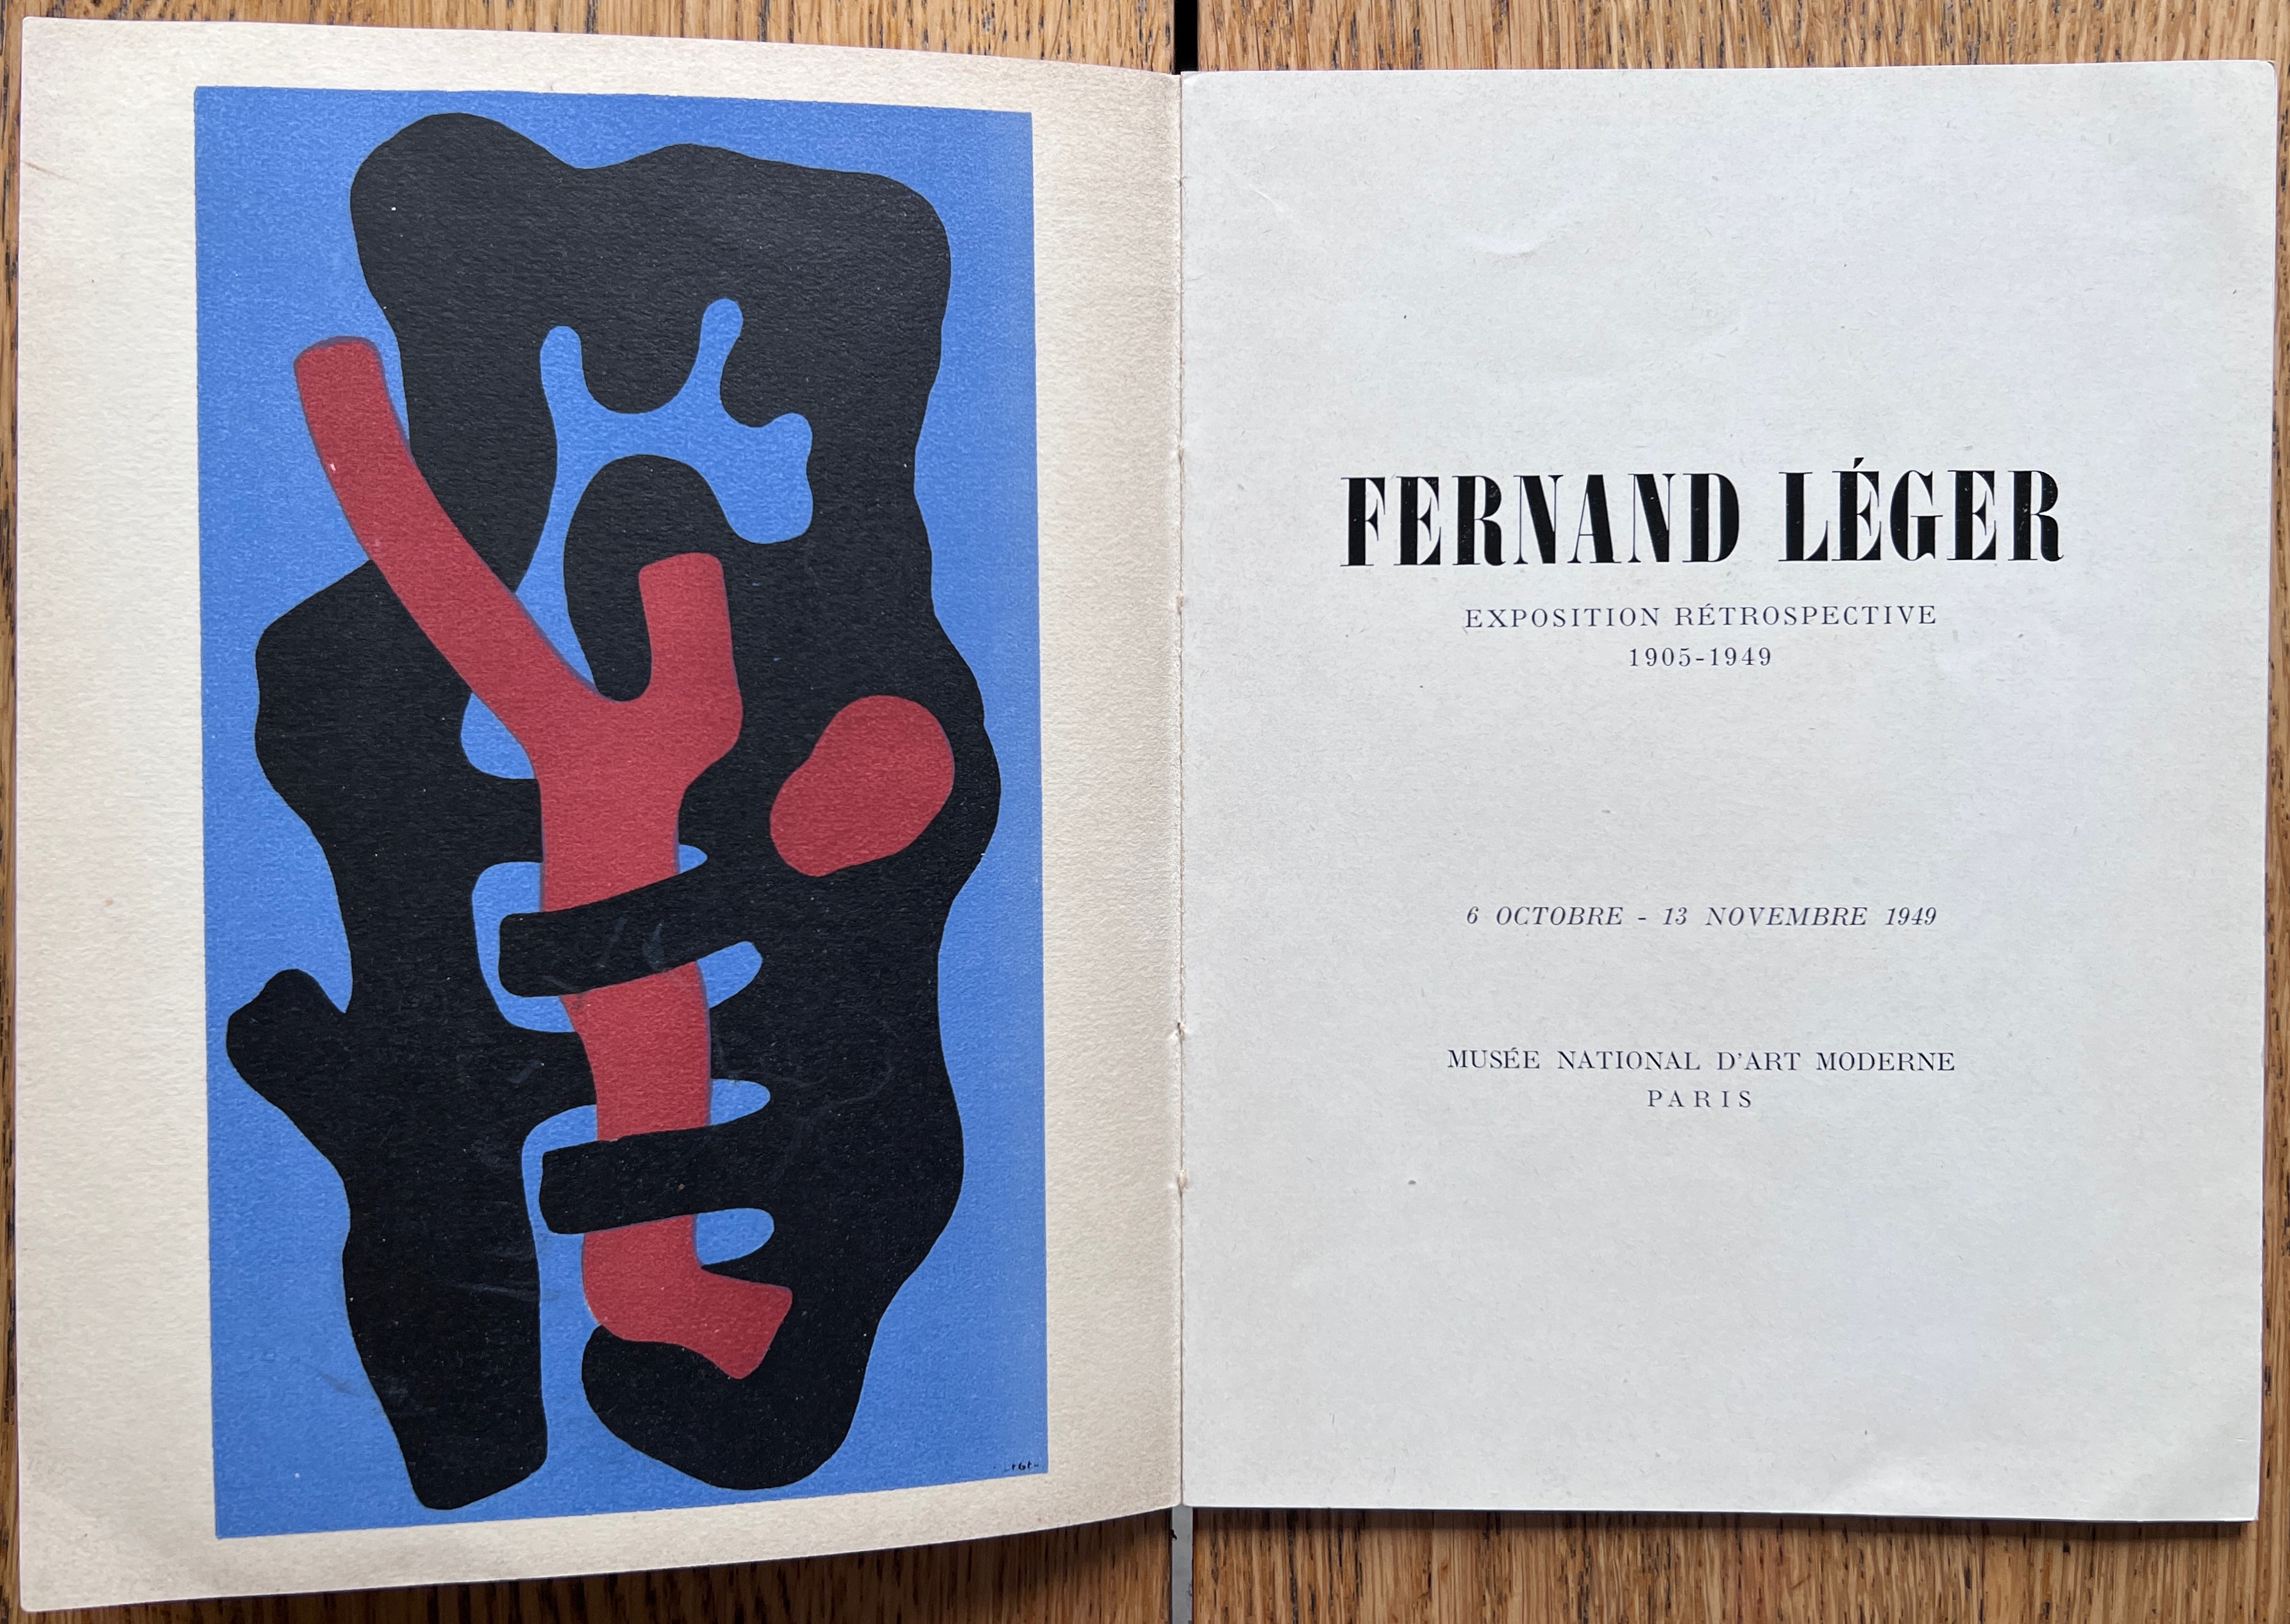 FERNAND LÉGER
EXPOSITION RÉTROSPECTIVE
1905-1949
6 OCTOBRE - 13 NOVEMBRE 1949
MUSÉE NATIONAL D'ART MODERNE
PARIS